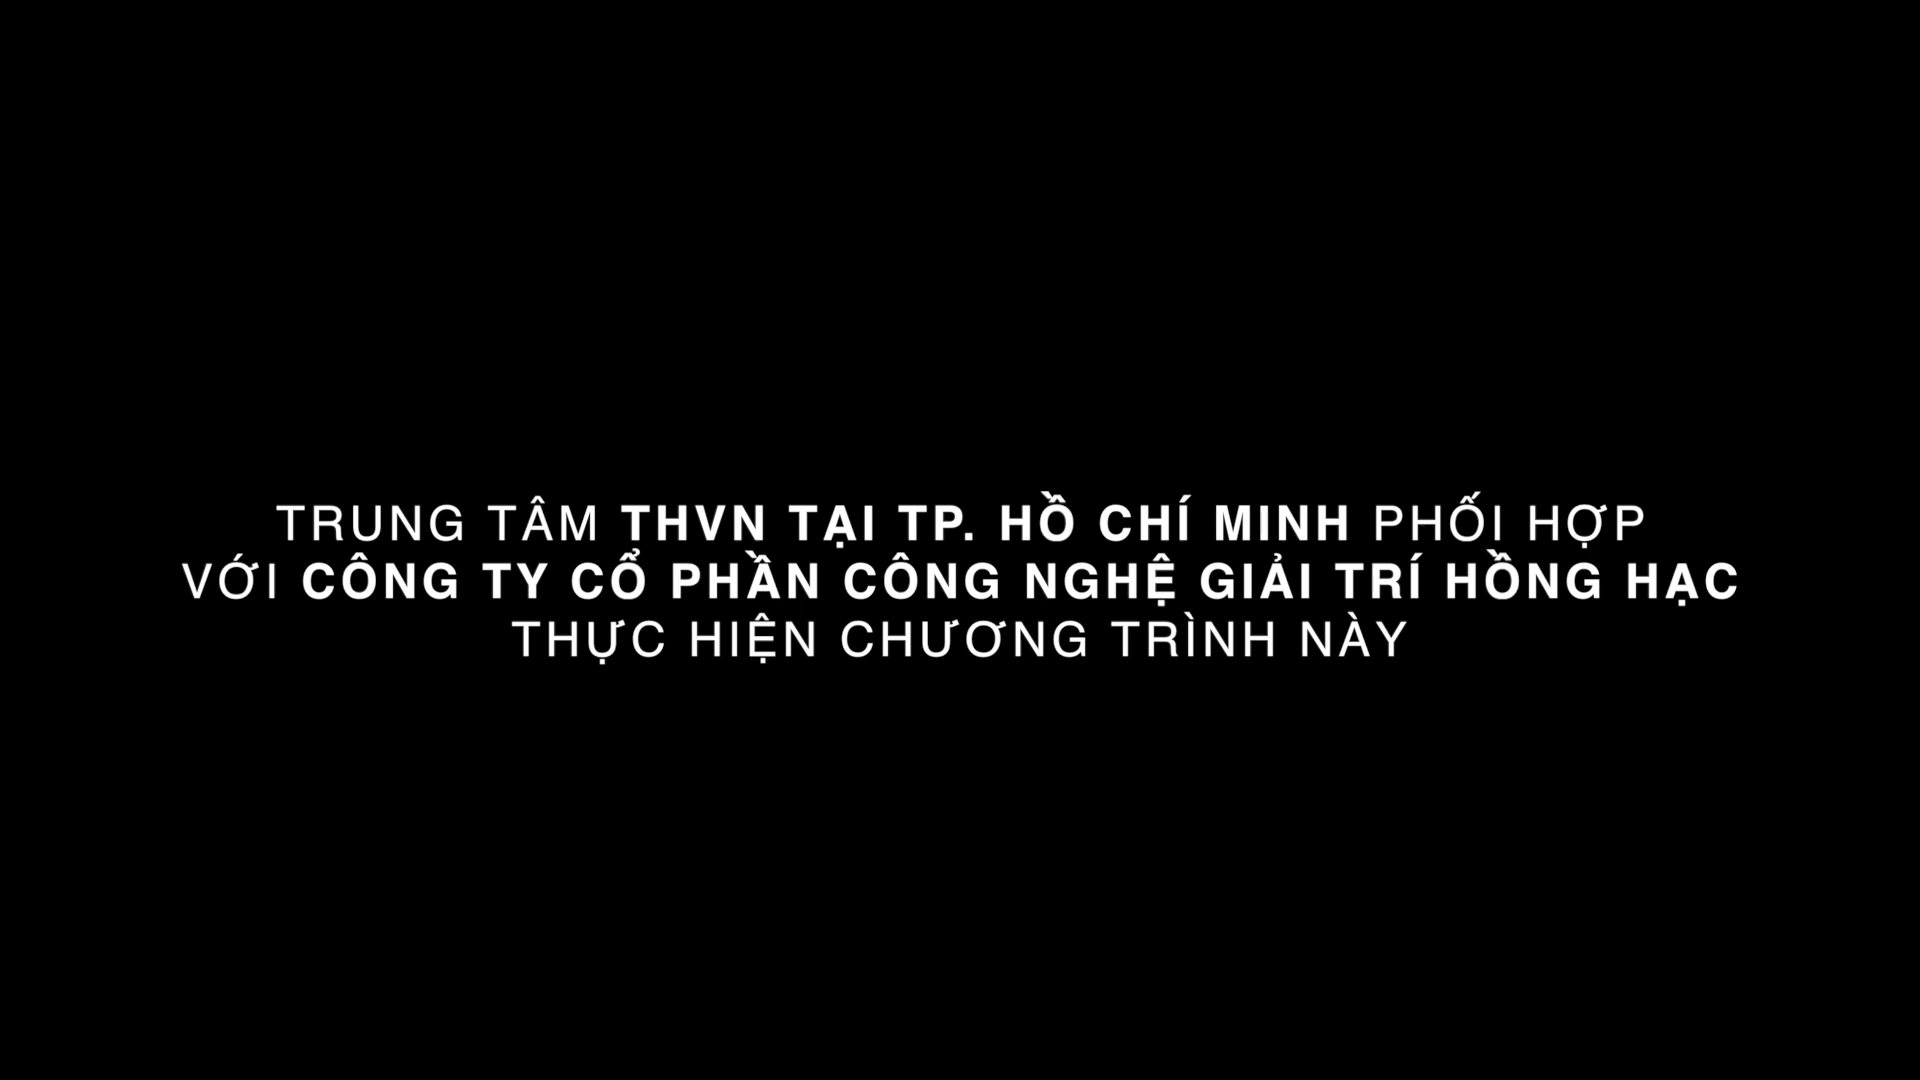 TRUNG TÂM THVN TẠI TP. HỒ CHÍ MINH PHỐI HỢP
VỚI CÔNG TY CỔ PHẦN CÔNG NGHỆ GIẢI TRÍ HỒNG HẠC
THỰC HIỆN CHƯƠNG TRÌNH NÀY